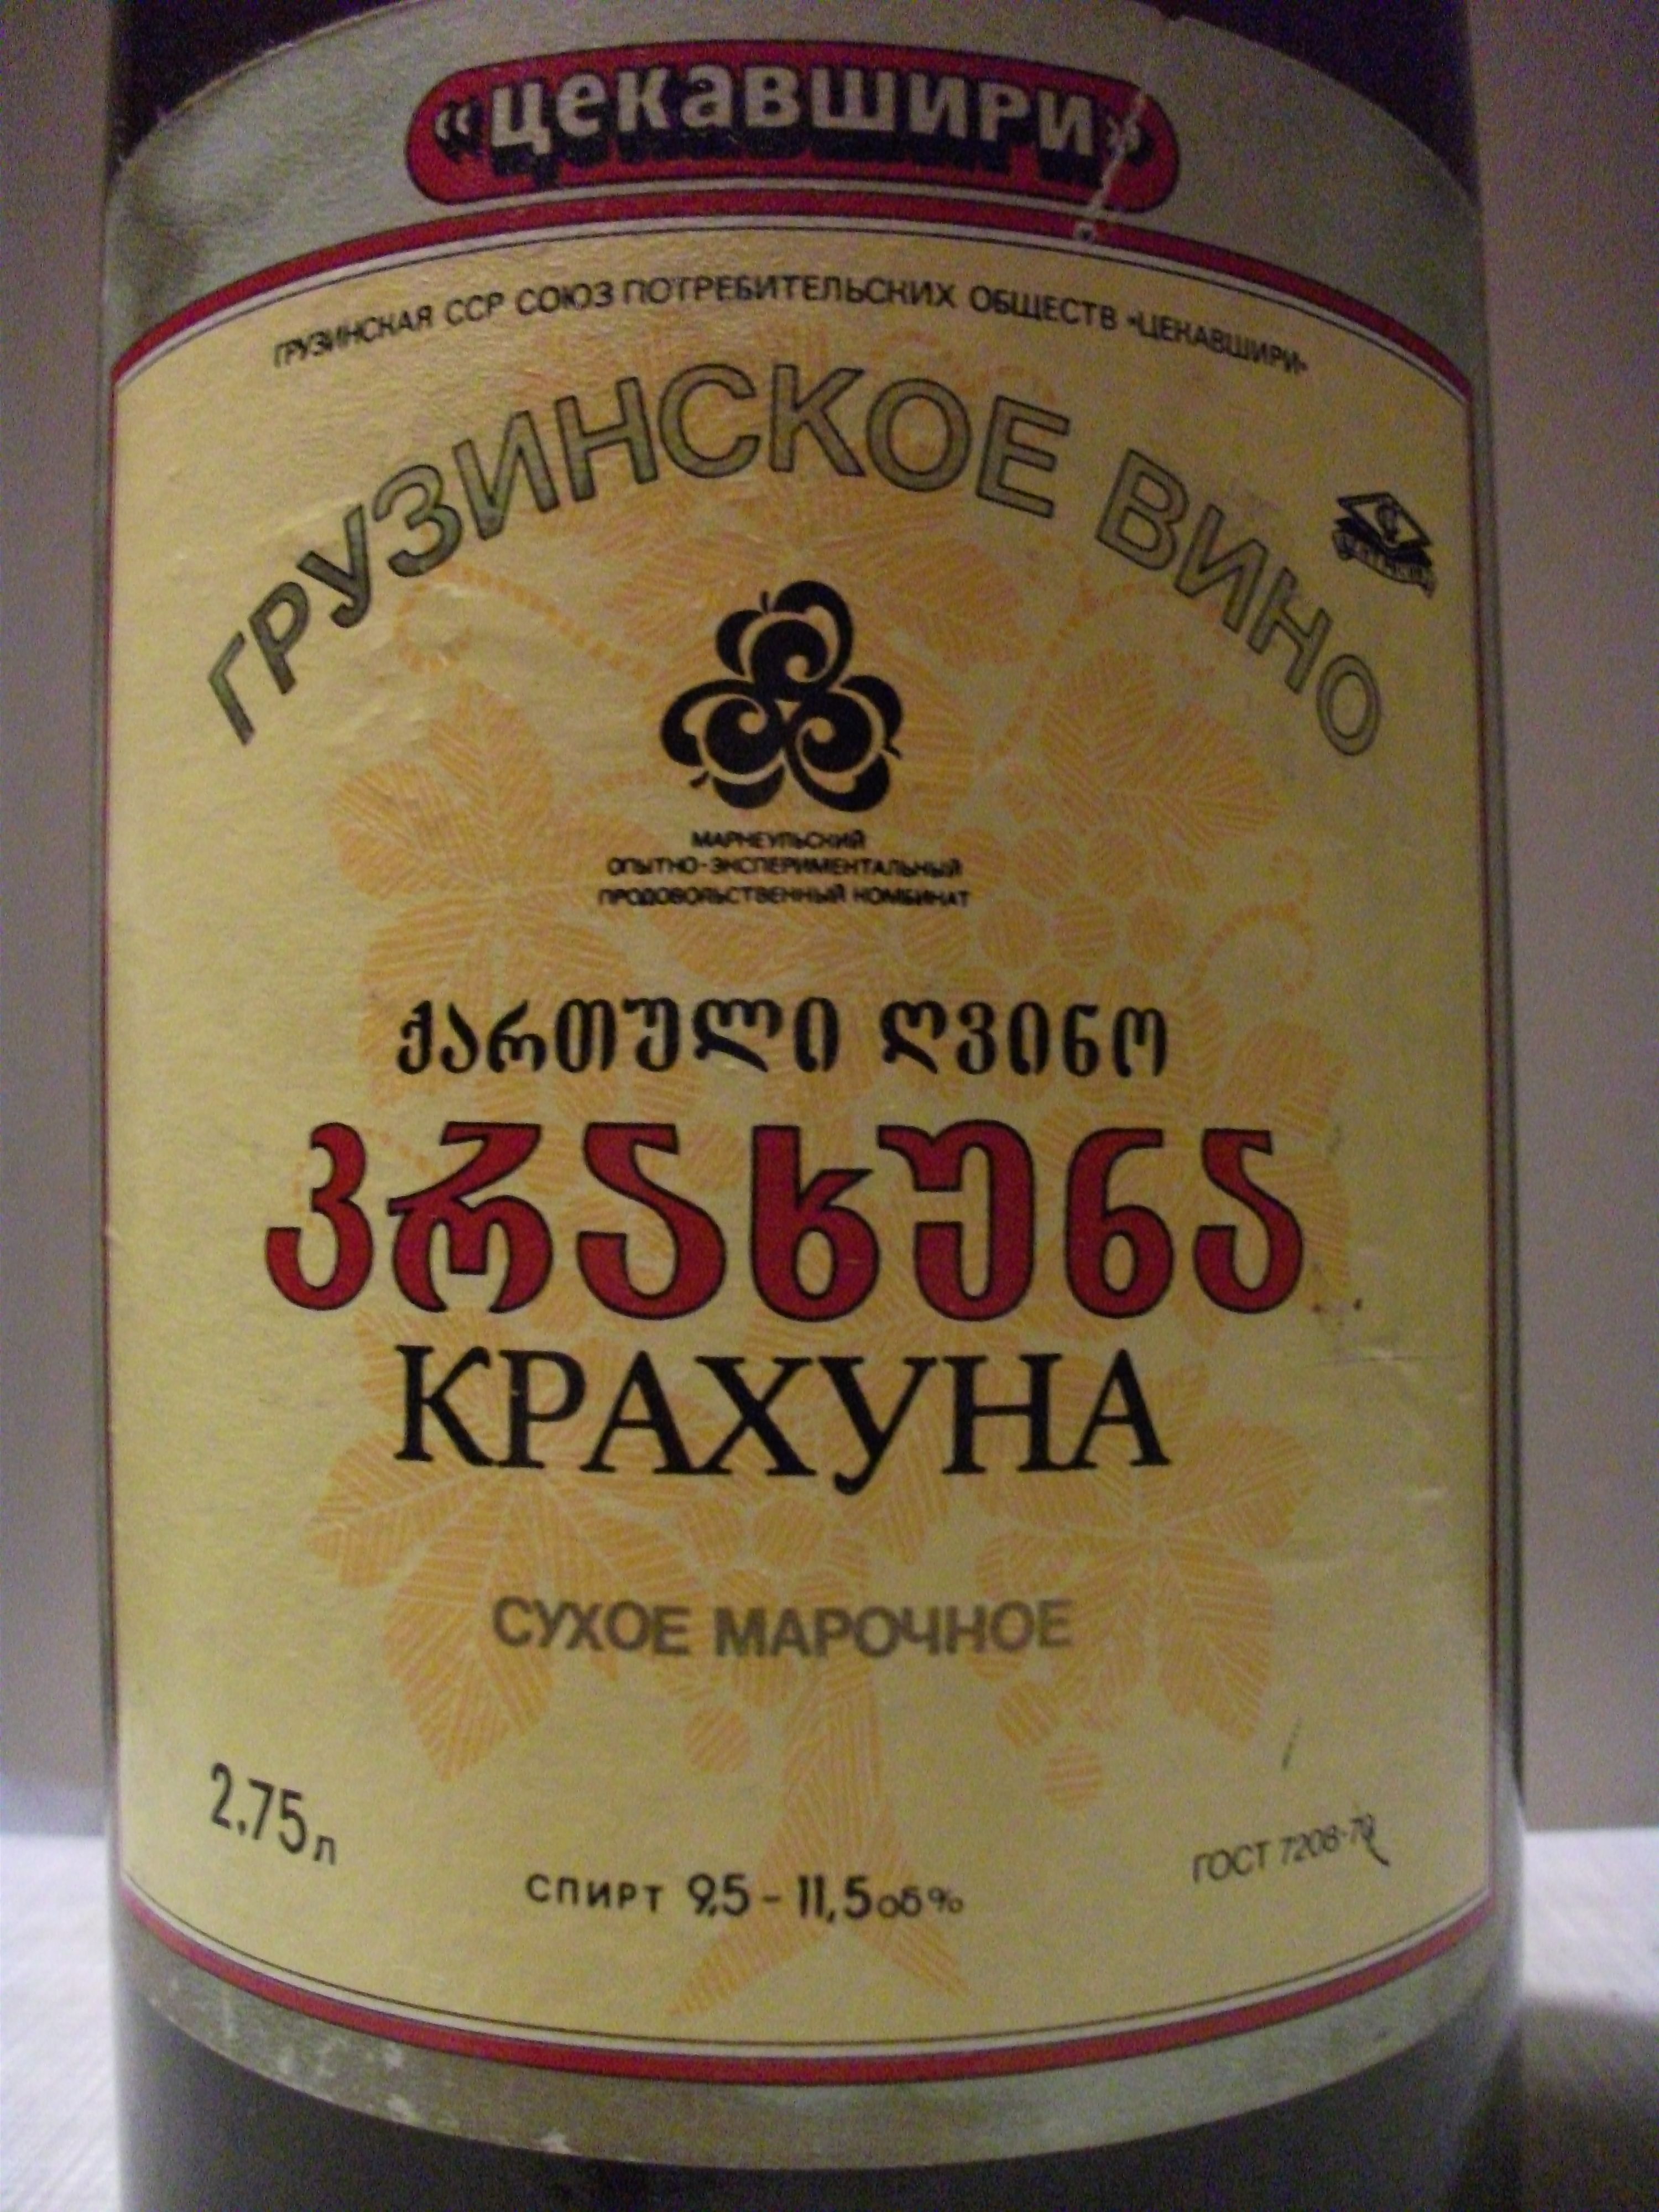 «цекавшири»
ГРУЗИНСКАЯ ССР СОЮЗ ПОТРЕБИТЕЛЬСКИХ ОБЩЕСТВ «ЦЕКАВШИРИ»
ГРУЗИНСКОЕ ВИНО
МАРНЕУЛЬСКИЙ
ОПЫТНО-ЭКСПЕРИМЕНТАЛЬНЫЙ
ПРОДОВОЛЬСТВЕННЫЙ КОМБИНАТ
ქართული ღვინო
კრახუნა
КРАХУНА
СУХОЕ МАРОЧНОЕ
2.75 л
СПИРТ 9,5 - 11,5 об%
ГОСТ 7208-70